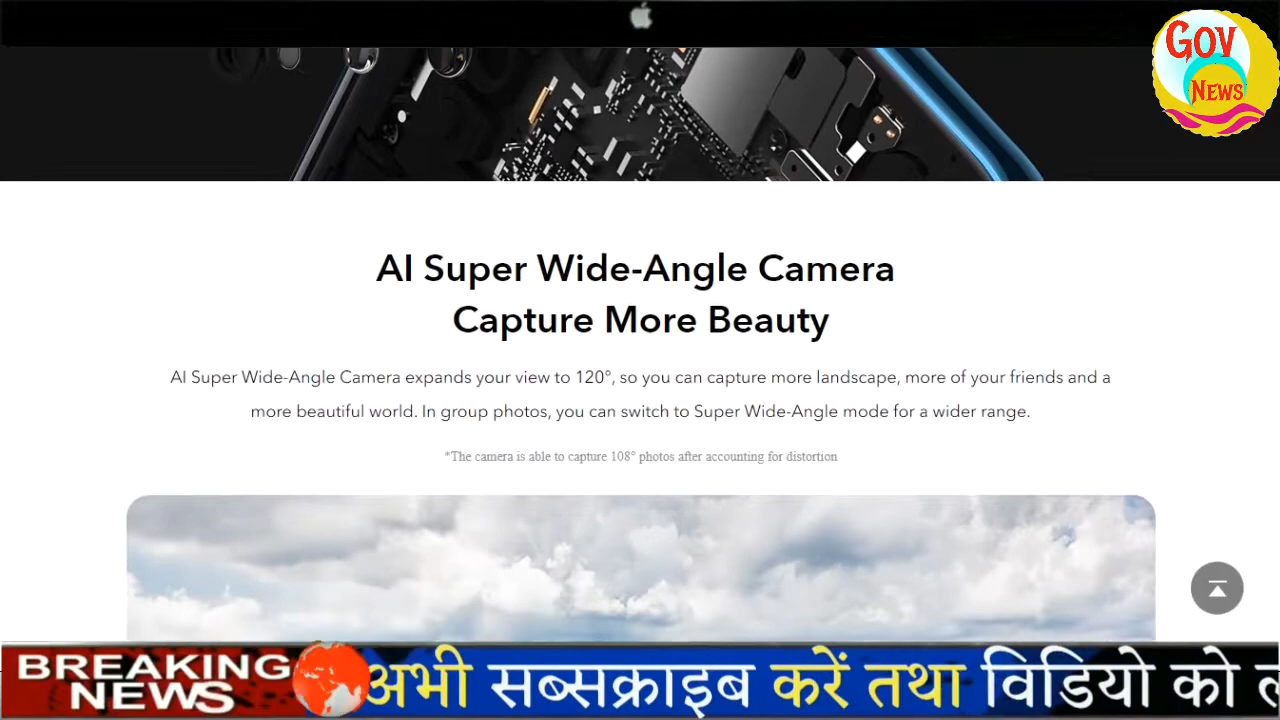 GOV
NEWS
AI Super Wide-Angle Camera
Capture More Beauty
AI Super Wide-Angle Camera expands your view to 120°, so you can capture more landscape, more of your friends and a
more beautiful world. In group photos, you can switch to Super Wide-Angle mode for a wider range.
*The camera is able to capture 108° photos after accounting for distortion
BREAKING
NEWS
अभी सब्सक्राइब करें तथा विडियो को